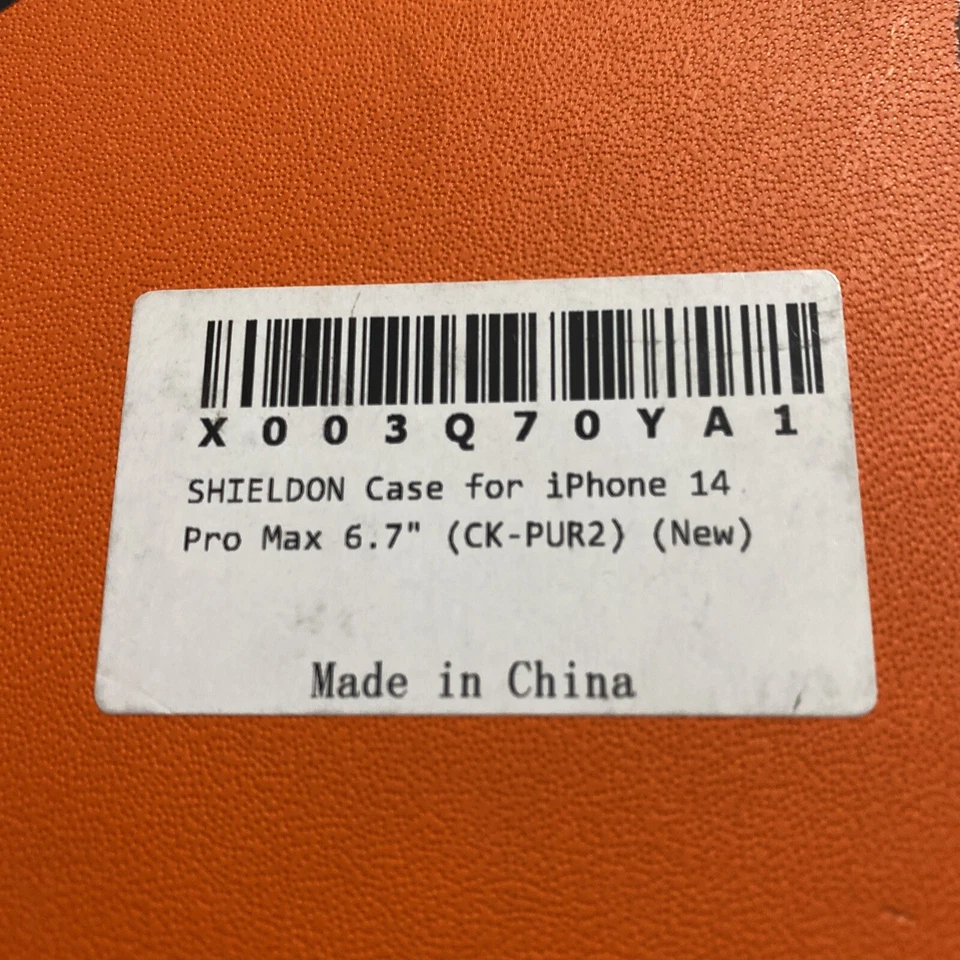 X003Q70YA1
SHIELDON Case for iPhone 14
Pro Max 6.7" (CK-PUR2) (New)
Made in China